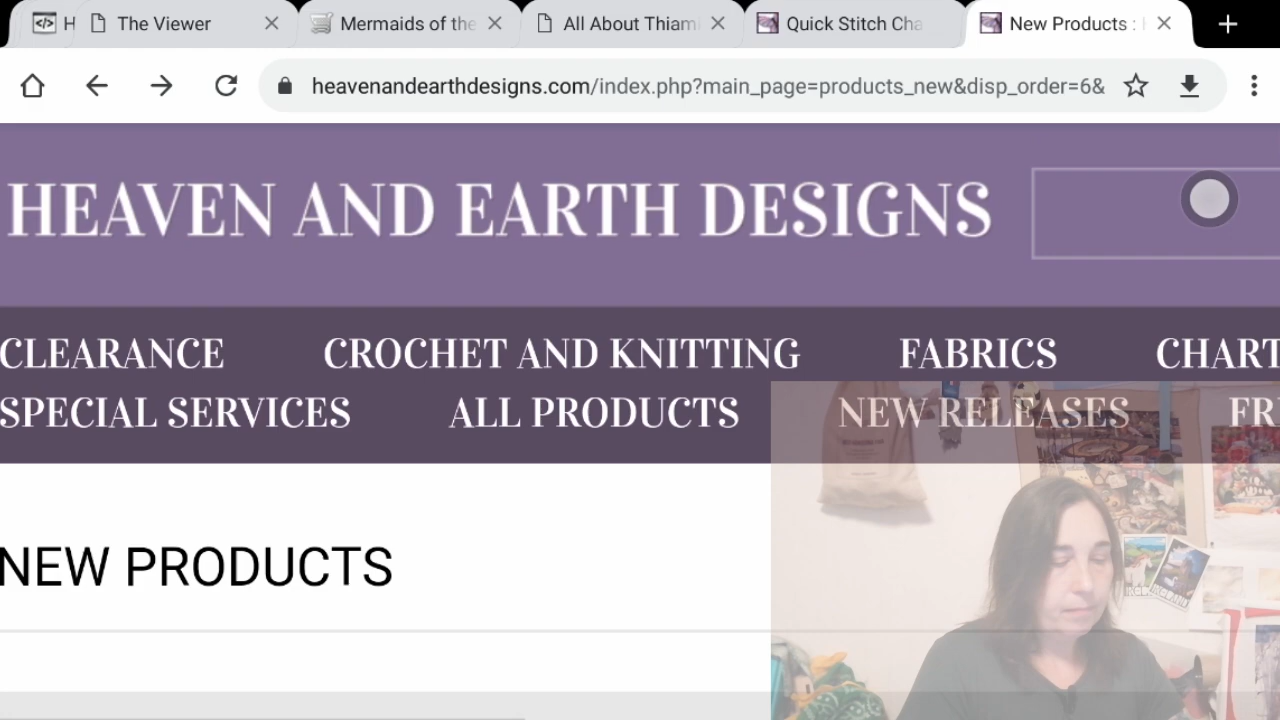 H The Viewer Mermaids of the All About Thiam Quick Stitch Cha New Products :
heavenandearthdesigns.com/index.php?main_page=products_new&disp_order=6&
HEAVEN AND EARTH DESIGNS
CLEARANCE CROCHET AND KNITTING FABRICS CHART
SPECIAL SERVICES ALL PRODUCTS NEW RELEASES FR
NEW PRODUCTS
IRELAND